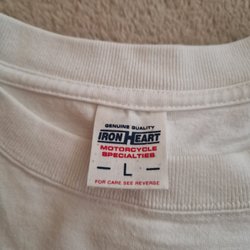 GENUINE QUALITY
IRON HEART
MOTORCYCLE
SPECIALTIES
– L –
FOR CARE SEE REVERSE